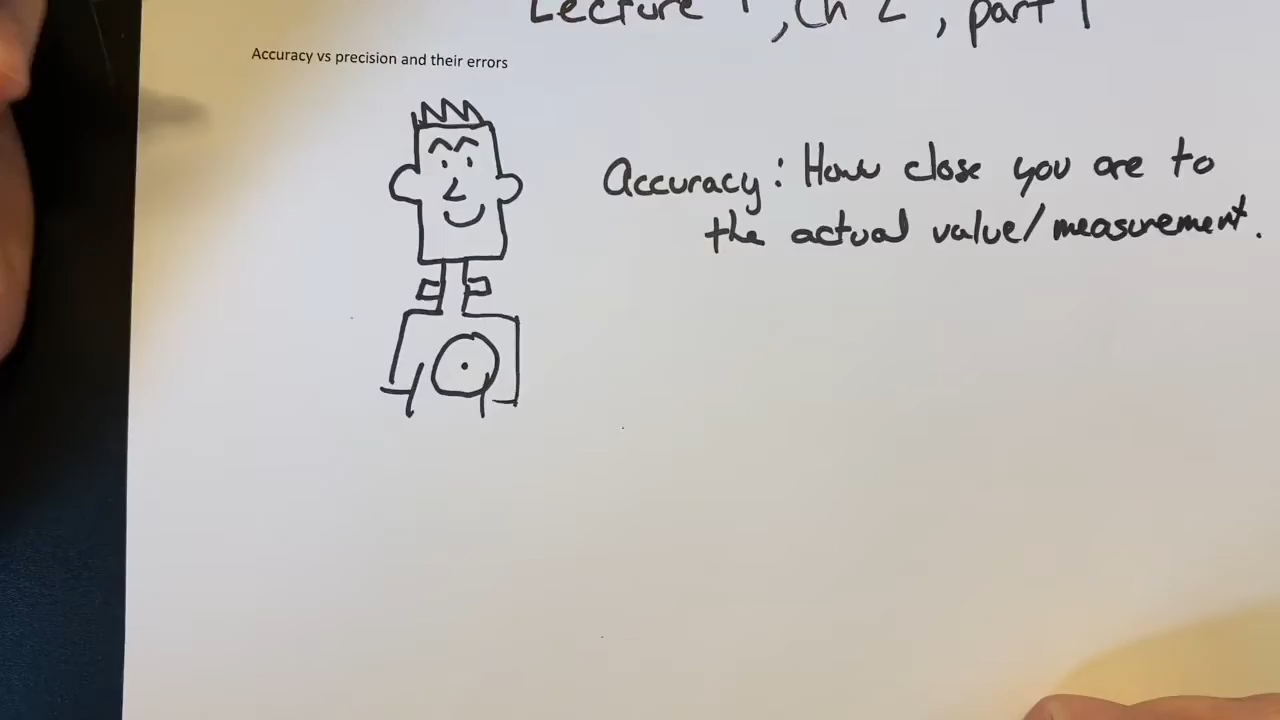 Lecture 1, Ch 2, part 1
Accuracy vs precision and their errors
Accuracy: How close you are to
the actual value/measurement.